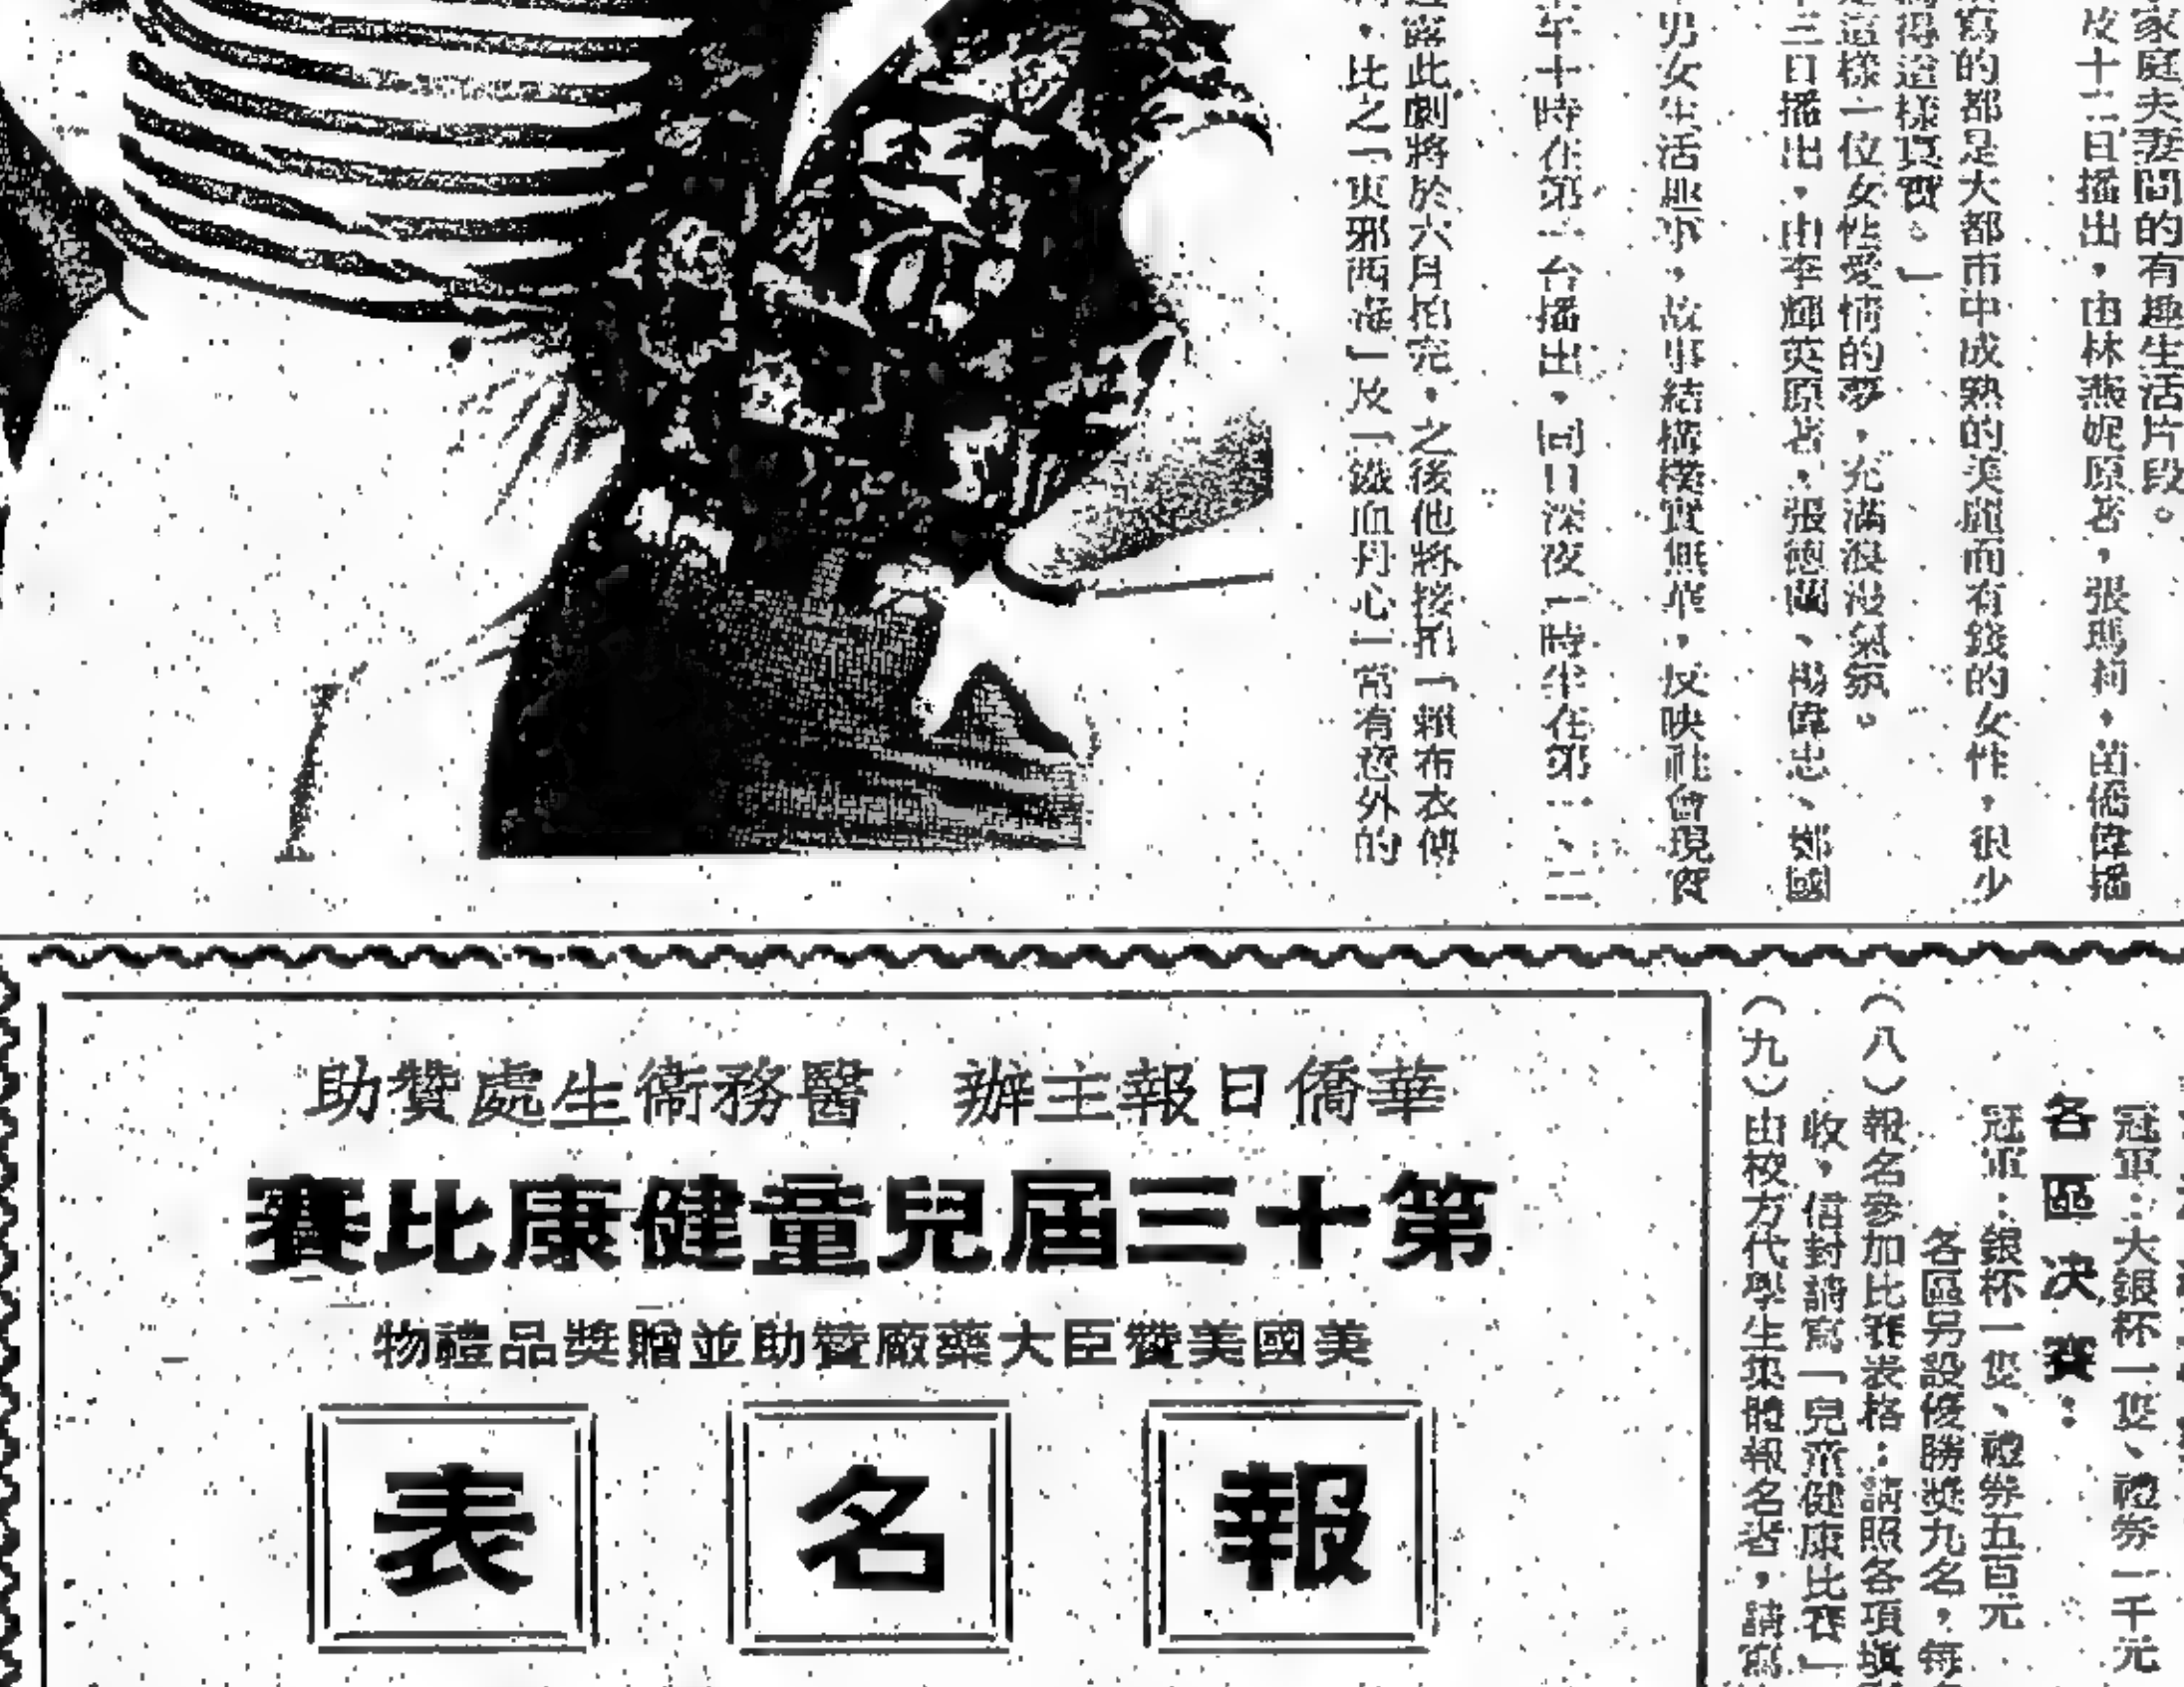 家庭夫妻間的有趣生活片段。
及十二日播出，由林燕妮原著，張瑪莉，苗僑偉播
寫的都是大都市中成熟的美麗而有錢的女性，很少
得這樣真實。」
這樣一位女性愛情的夢，充滿浪漫氣氛。
三日播出，由李輝英原著，張德蘭、楊偉忠、鄭國
男女生活趣事，故事結構樸實無華，反映社會現實
年十時在第一台播出，同日深夜一時半在第一、二
此劇將於六月拍完，之後他將接拍「賴布衣傳
，比之「東邪西毒」及「鐵血丹心」常有意外的
冠軍：大銀杯一隻、禮券一千元
各區决賽：
冠軍：銀杯一隻、禮券五百元
各區另設優勝獎九名，每
（八）報名參加比賽表格：請照各項填
收，信封請寫「兒童健康比賽」
（九）由校方代學生集體報名者，請寫
華僑日報主辦　醫務衞生處贊助
第十三屆兒童健康比賽
美國美贊臣大藥廠贊助並贈獎品禮物
報名表